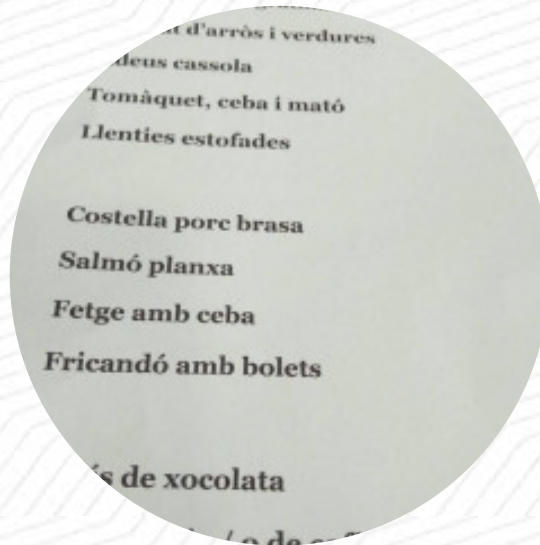 d'arròs i verdures
cassola
Tomàquet, ceba i mató
Llenties estofades
Costella porc brasa
Salmó planxa
Fetge amb ceba
Fricandó amb bolets
de xocolata
/ o de